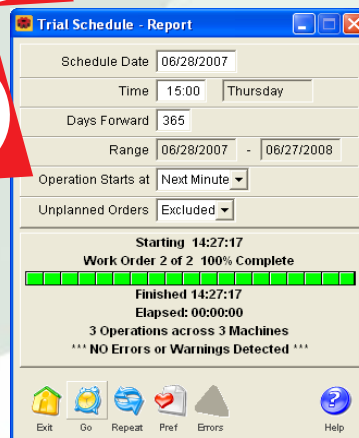 Trial Schedule - Report
Schedule Date 06/28/2007
Time 15:00 Thursday
Days Forward 365
Range 06/28/2007 - 06/27/2008
Operation Starts at Next Minute
Unplanned Orders Excluded
Starting 14:27:17
Work Order 2 of 2 100% Complete
Finished 14:27:17
Elapsed: 00:00:00
3 Operations across 3 Machines
*** NO Errors or Warnings Detected ***
Exit Go Repeat Pref Errors Help